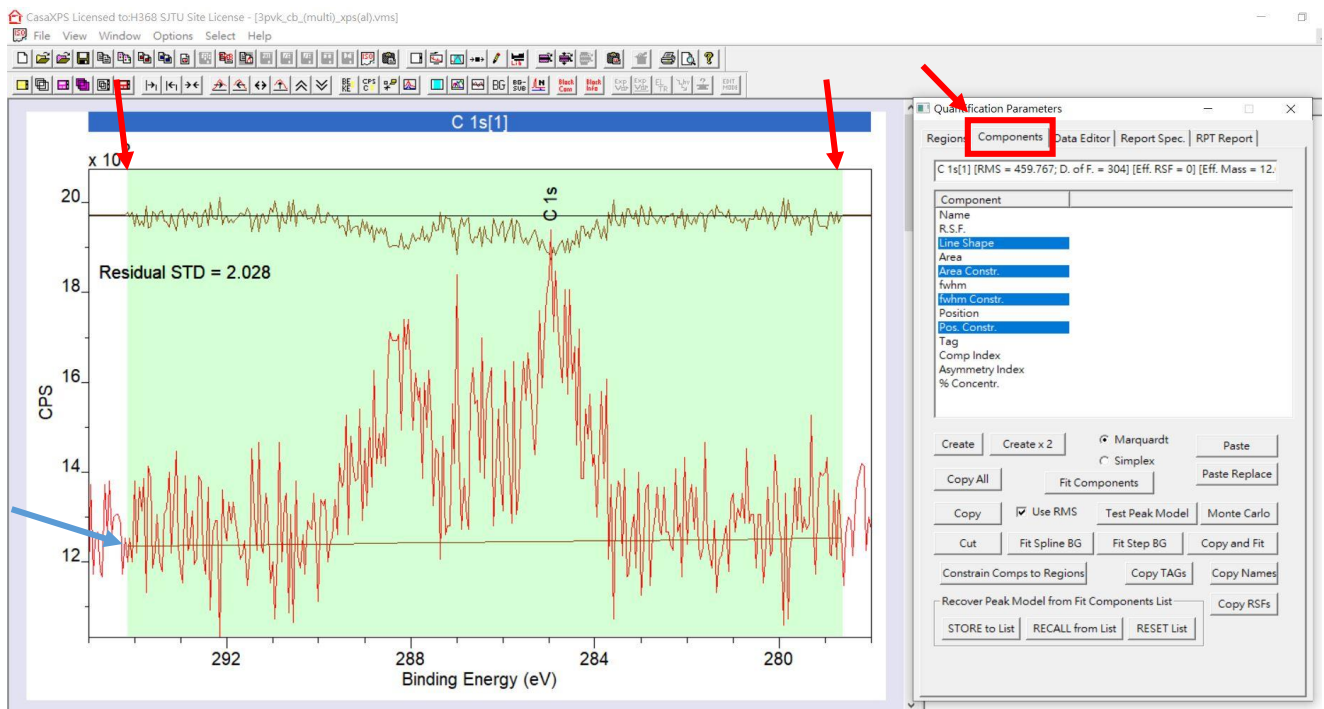 CasaXPS Licensed to:H368 SJTU Site License - [3pvk_cb_(multi)_xps(al).vms]
File View Window Options Select Help
C 1s[1]
x 10
20
18
16
14
12
CPS
C 1s
Residual STD = 2.028
292 288 284 280
Binding Energy (eV)
Quantification Parameters
Regions Components Data Editor Report Spec. RPT Report
C 1s[1] [RMS = 459.767; D. of F. = 304] [Eff. RSF = 0] [Eff. Mass = 12.
Component
Name
R.S.F.
Line Shape
Area
Area Constr.
fwhm
fwhm Constr.
Position
Pos. Constr.
Tag
Comp Index
Asymmetry Index
% Concentr.
Create Create x 2 Marquardt Paste
Simplex
Copy All Fit Components Paste Replace
Copy Use RMS Test Peak Model Monte Carlo
Cut Fit Spline BG Fit Step BG Copy and Fit
Constrain Comps to Regions Copy TAGs Copy Names
Recover Peak Model from Fit Components List Copy RSFs
STORE to List RECALL from List RESET List